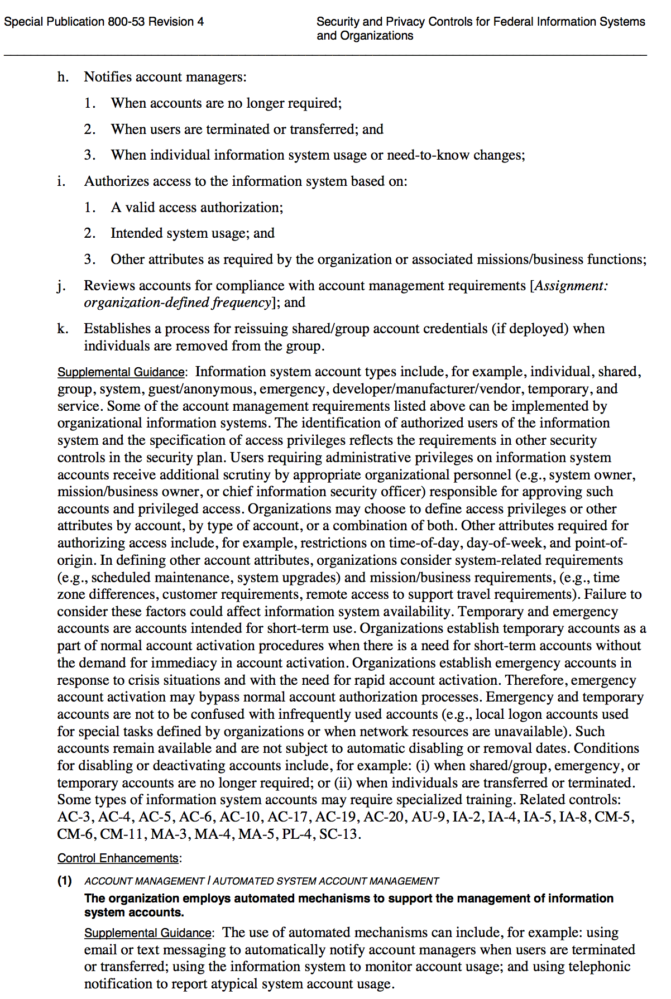 Special Publication 800-53 Revision 4
Security and Privacy Controls for Federal Information Systems
and Organizations
h. Notifies account managers:
1. When accounts are no longer required;
2. When users are terminated or transferred; and
3. When individual information system usage or need-to-know changes;
i. Authorizes access to the information system based on:
1. A valid access authorization;
2. Intended system usage; and
3. Other attributes as required by the organization or associated missions/business functions;
j. Reviews accounts for compliance with account management requirements [Assignment:
organization-defined frequency]; and
k. Establishes a process for reissuing shared/group account credentials (if deployed) when
individuals are removed from the group.
Supplemental Guidance: Information system account types include, for example, individual, shared,
group, system, guest/anonymous, emergency, developer/manufacturer/vendor, temporary, and
service. Some of the account management requirements listed above can be implemented by
organizational information systems. The identification of authorized users of the information
system and the specification of access privileges reflects the requirements in other security
controls in the security plan. Users requiring administrative privileges on information system
accounts receive additional scrutiny by appropriate organizational personnel (e.g., system owner,
mission/business owner, or chief information security officer) responsible for approving such
accounts and privileged access. Organizations may choose to define access privileges or other
attributes by account, by type of account, or a combination of both. Other attributes required for
authorizing access include, for example, restrictions on time-of-day, day-of-week, and point-of-
origin. In defining other account attributes, organizations consider system-related requirements
(e.g., scheduled maintenance, system upgrades) and mission/business requirements, (e.g., time
zone differences, customer requirements, remote access to support travel requirements). Failure to
consider these factors could affect information system availability. Temporary and emergency
accounts are accounts intended for short-term use. Organizations establish temporary accounts as a
part of normal account activation procedures when there is a need for short-term accounts without
the demand for immediacy in account activation. Organizations establish emergency accounts in
response to crisis situations and with the need for rapid account activation. Therefore, emergency
account activation may bypass normal account authorization processes. Emergency and temporary
accounts are not to be confused with infrequently used accounts (e.g., local logon accounts used
for special tasks defined by organizations or when network resources are unavailable). Such
accounts remain available and are not subject to automatic disabling or removal dates. Conditions
for disabling or deactivating accounts include, for example: (i) when shared/group, emergency, or
temporary accounts are no longer required; or (ii) when individuals are transferred or terminated.
Some types of information system accounts may require specialized training. Related controls:
AC-3, AC-4, AC-5, AC-6, AC-10, AC-17, AC-19, AC-20, AU-9, IA-2, IA-4, IA-5, IA-8, CM-5,
CM-6, CM-11, MA-3, MA-4, MA-5, PL-4, SC-13.
Control Enhancements:
(1) ACCOUNT MANAGEMENT | AUTOMATED SYSTEM ACCOUNT MANAGEMENT
The organization employs automated mechanisms to support the management of information
system accounts.
Supplemental Guidance: The use of automated mechanisms can include, for example: using
email or text messaging to automatically notify account managers when users are terminated
or transferred; using the information system to monitor account usage; and using telephonic
notification to report atypical system account usage.